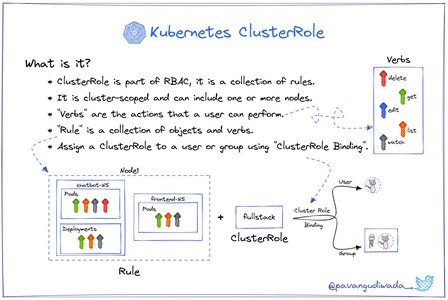 Kubernetes ClusterRole
What is it?
* ClusterRole is part of RBAC, it is a collection of rules.
* It is cluster-scoped and can include one or more nodes.
* "Verbs" are the actions that a user can perform.
* "Rule" is a collection of objects and verbs.
* Assign a ClusterRole to a user or group using "ClusterRole Binding".
Verbs
delete
get
edit
list
watch
Node1
chatbot-NS
Pods
Deployments
frontend-NS
Pods
Rule
+
fullstack
ClusterRole
Cluster Role
Binding
User
Group
@pavangudiwada